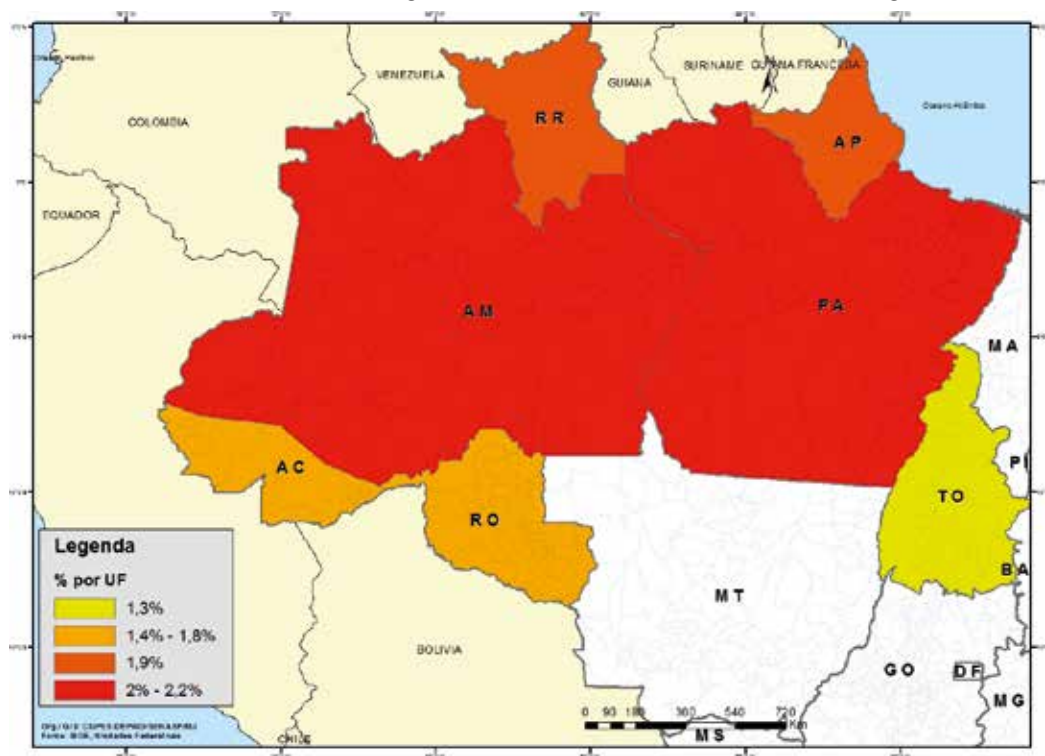 VENEZUELA
GUIANA
SURINAME
COLOMBIA
RR
AP
EQUADOR
AM
PA
MA
AC
RO
TO
PI
BA
MT
BOLIVIA
GO
DF
MG
MS
CHILE
Legenda
% por UF
1,3%
1,4% - 1,8%
1,9%
2% - 2,2%
0 90 180 360 540 720
Km